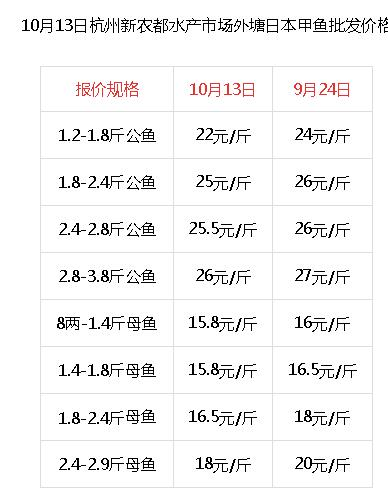 10月13日杭州新农都水产市场外塘日本甲鱼批发价格
报价规格 10月13日 9月24日
1.2-1.8斤公鱼 22元/斤 24元/斤
1.8-2.4斤公鱼 25元/斤 26元/斤
2.4-2.8斤公鱼 25.5元/斤 26元/斤
2.8-3.8斤公鱼 26元/斤 27元/斤
8两-1.4斤母鱼 15.8元/斤 16元/斤
1.4-1.8斤母鱼 15.8元/斤 16.5元/斤
1.8-2.4斤母鱼 16.5元/斤 18元/斤
2.4-2.9斤母鱼 18元/斤 20元/斤